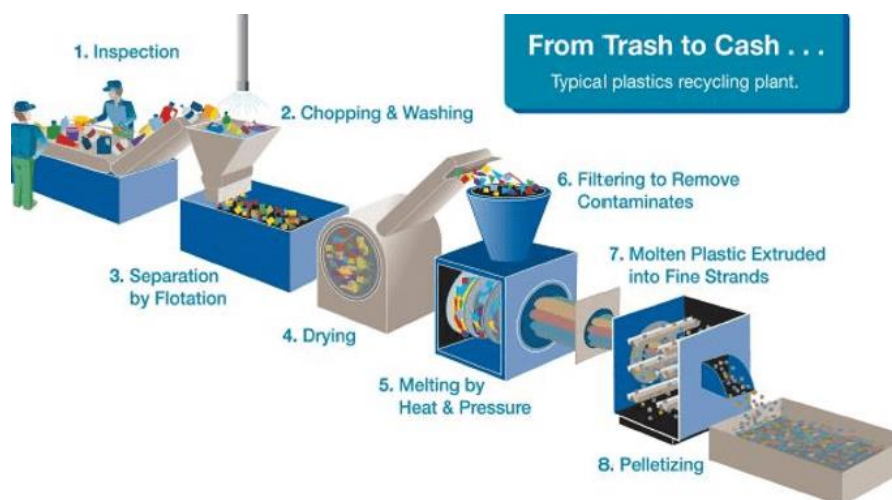 From Trash to Cash . . .
Typical plastics recycling plant.
1. Inspection
2. Chopping & Washing
3. Separation
by Flotation
4. Drying
5. Melting by
Heat & Pressure
6. Filtering to Remove
Contaminates
7. Molten Plastic Extruded
into Fine Strands
8. Pelletizing